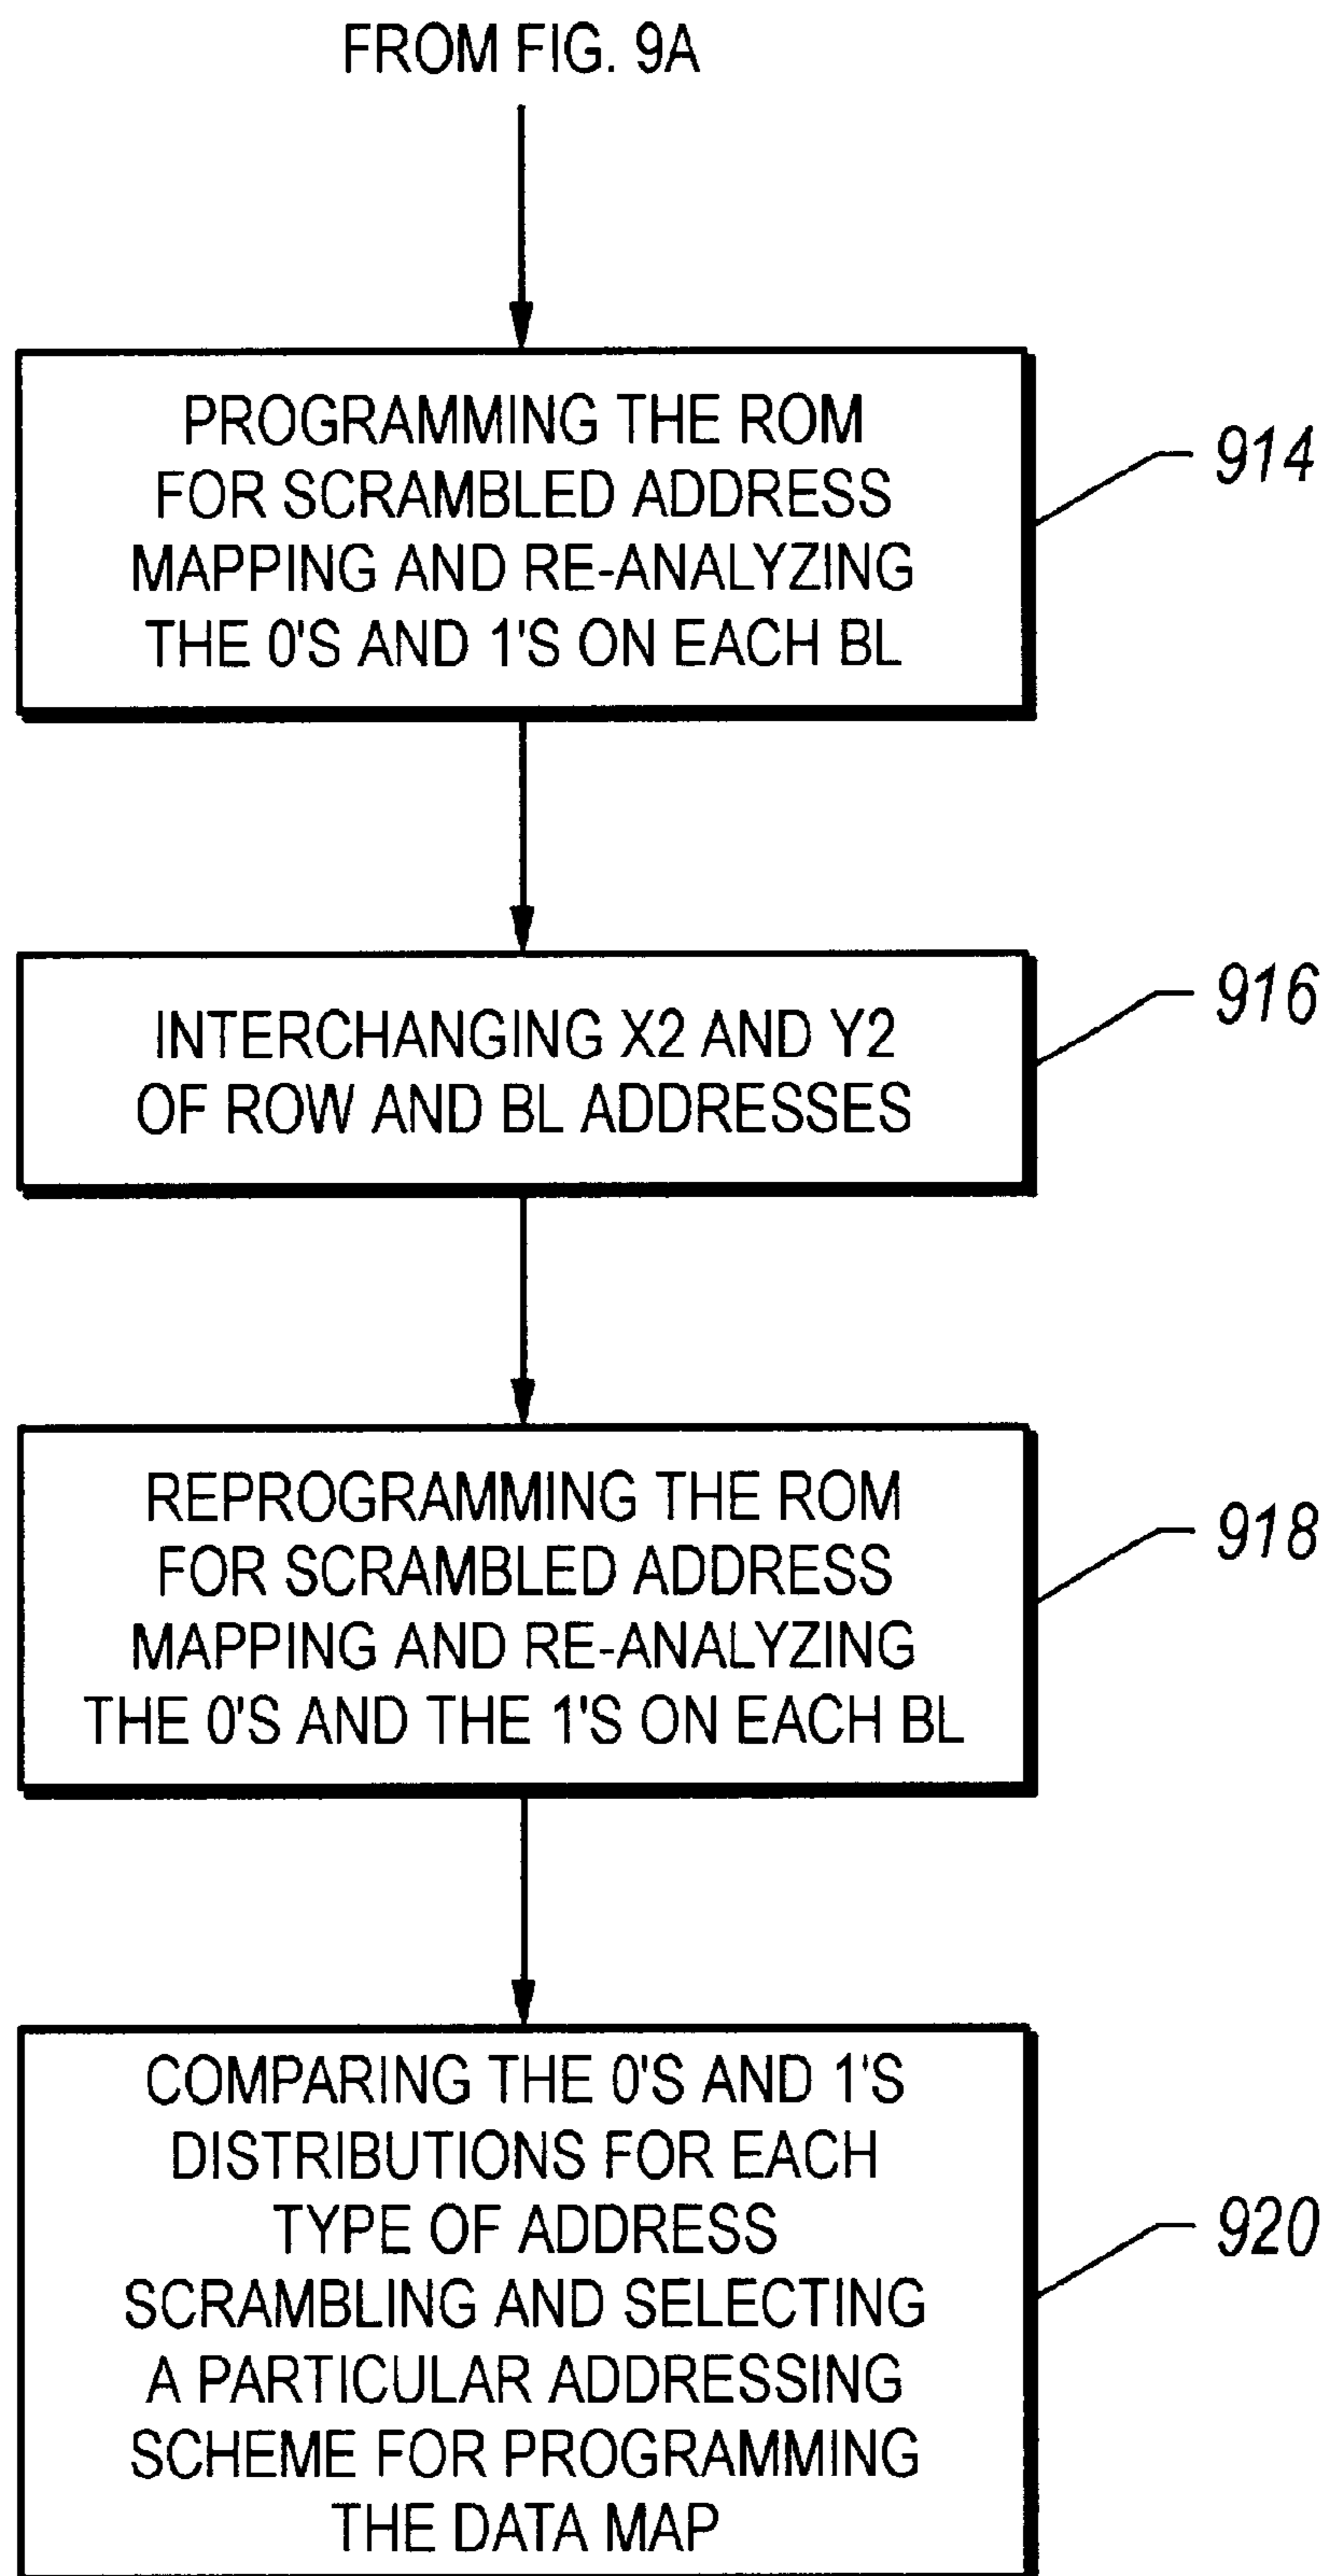 FROM FIG. 9A
PROGRAMMING THE ROM
FOR SCRAMBLED ADDRESS
MAPPING AND RE-ANALYZING
THE 0'S AND 1'S ON EACH BL
914
INTERCHANGING X2 AND Y2
OF ROW AND BL ADDRESSES
916
REPROGRAMMING THE ROM
FOR SCRAMBLED ADDRESS
MAPPING AND RE-ANALYZING
THE 0'S AND THE 1'S ON EACH BL
918
COMPARING THE 0'S AND 1'S
DISTRIBUTIONS FOR EACH
TYPE OF ADDRESS
SCRAMBLING AND SELECTING
A PARTICULAR ADDRESSING
SCHEME FOR PROGRAMMING
THE DATA MAP
920